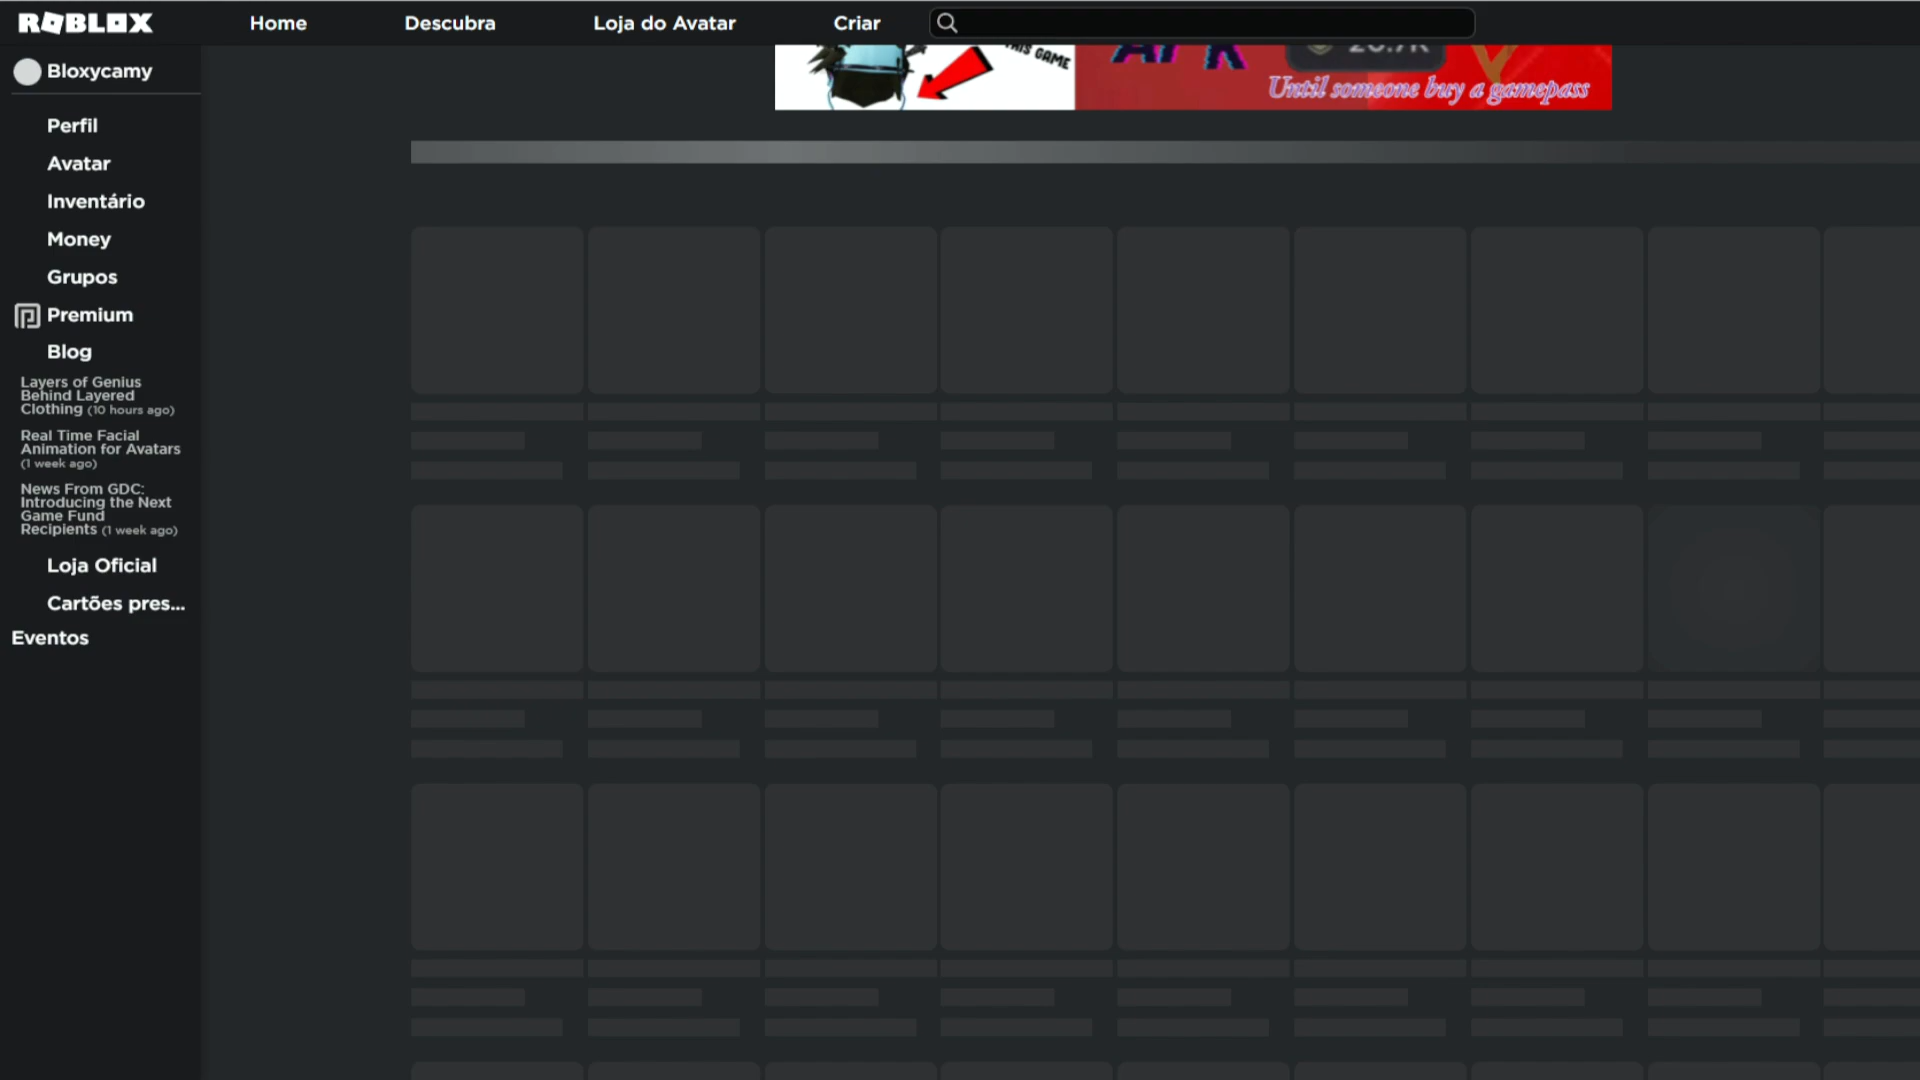 ROBLOX
Home
Descubra
Loja do Avatar
Criar
THIS GAME
AFK
Until someone buy a gamepass
Bloxycamy
Perfil
Avatar
Inventário
Money
Grupos
Premium
Blog
Layers of Genius
Behind Layered
Clothing (10 hours ago)
Real Time Facial
Animation for Avatars
(1 week ago)
News From GDC:
Introducing the Next
Game Fund
Recipients (1 week ago)
Loja Oficial
Cartões pres...
Eventos